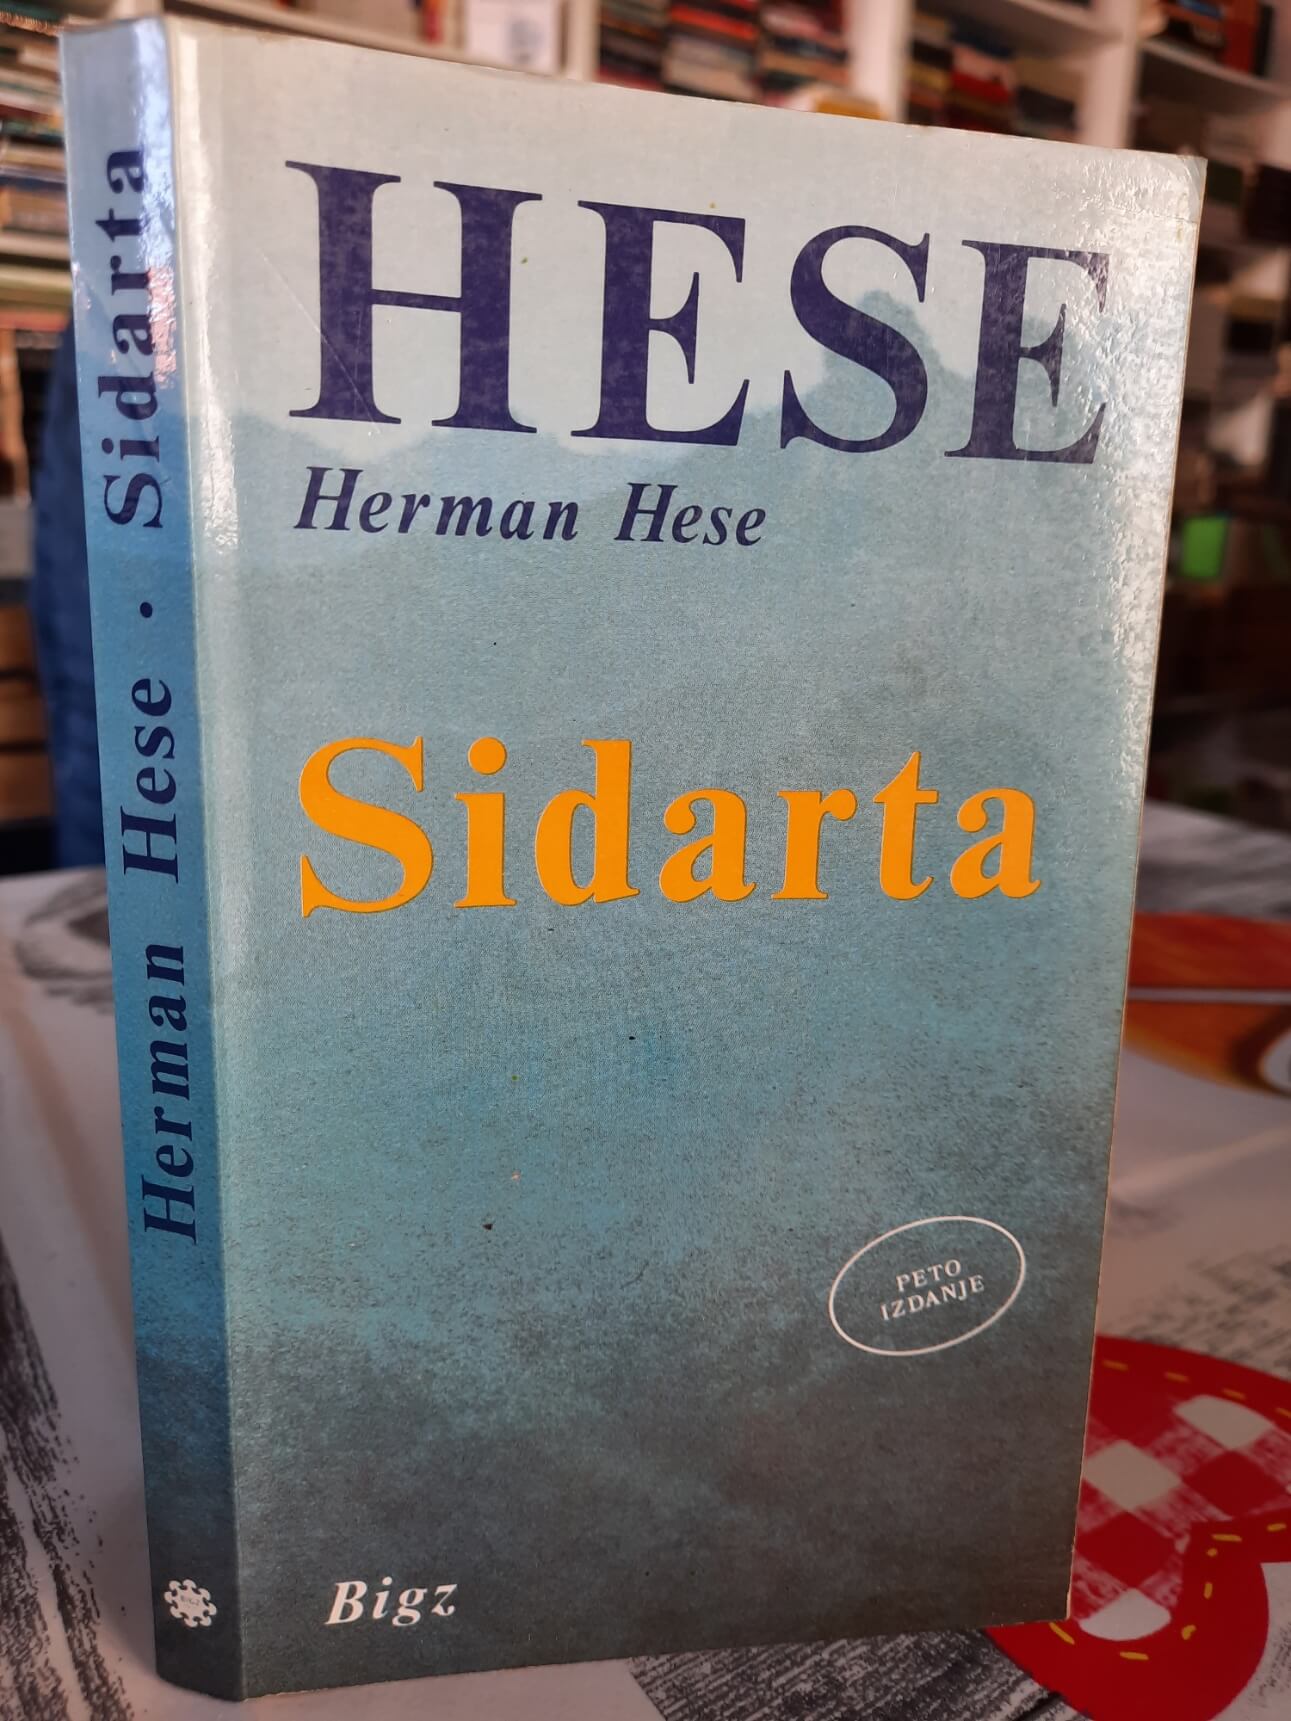 Herman Hese · Sidarta
HESE
Herman Hese
Sidarta
PETO
IZDANJE
Bigz